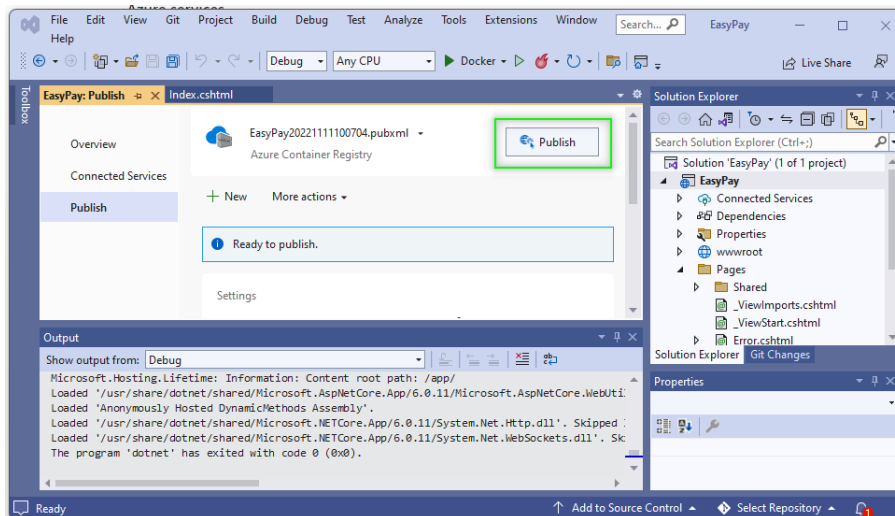 Azure services
File Edit View Git Project Build Debug Test Analyze Tools Extensions Window Search... EasyPay
Help
Debug Any CPU Docker Live Share
Toolbox
EasyPay: Publish Index.cshtml
Overview
Connected Services
Publish
EasyPay20221111100704.pubxml
Azure Container Registry
Publish
New More actions
Ready to publish.
Settings
Solution Explorer
Search Solution Explorer (Ctrl+;)
Solution 'EasyPay' (1 of 1 project)
EasyPay
Connected Services
Dependencies
Properties
wwwroot
Pages
Shared
_ViewImports.cshtml
_ViewStart.cshtml
Error.cshtml
Solution Explorer Git Changes
Output
Show output from: Debug
Microsoft.Hosting.Lifetime: Information: Content root path: /app/
Loaded '/usr/share/dotnet/shared/Microsoft.AspNetCore.App/6.0.11/Microsoft.AspNetCore.WebUti
Loaded 'Anonymously Hosted DynamicMethods Assembly'.
Loaded '/usr/share/dotnet/shared/Microsoft.NETCore.App/6.0.11/System.Net.Http.dll'. Skipped
Loaded '/usr/share/dotnet/shared/Microsoft.NETCore.App/6.0.11/System.Net.WebSockets.dll'. Sk
The program 'dotnet' has exited with code 0 (0x0).
Properties
Ready Add to Source Control Select Repository 1